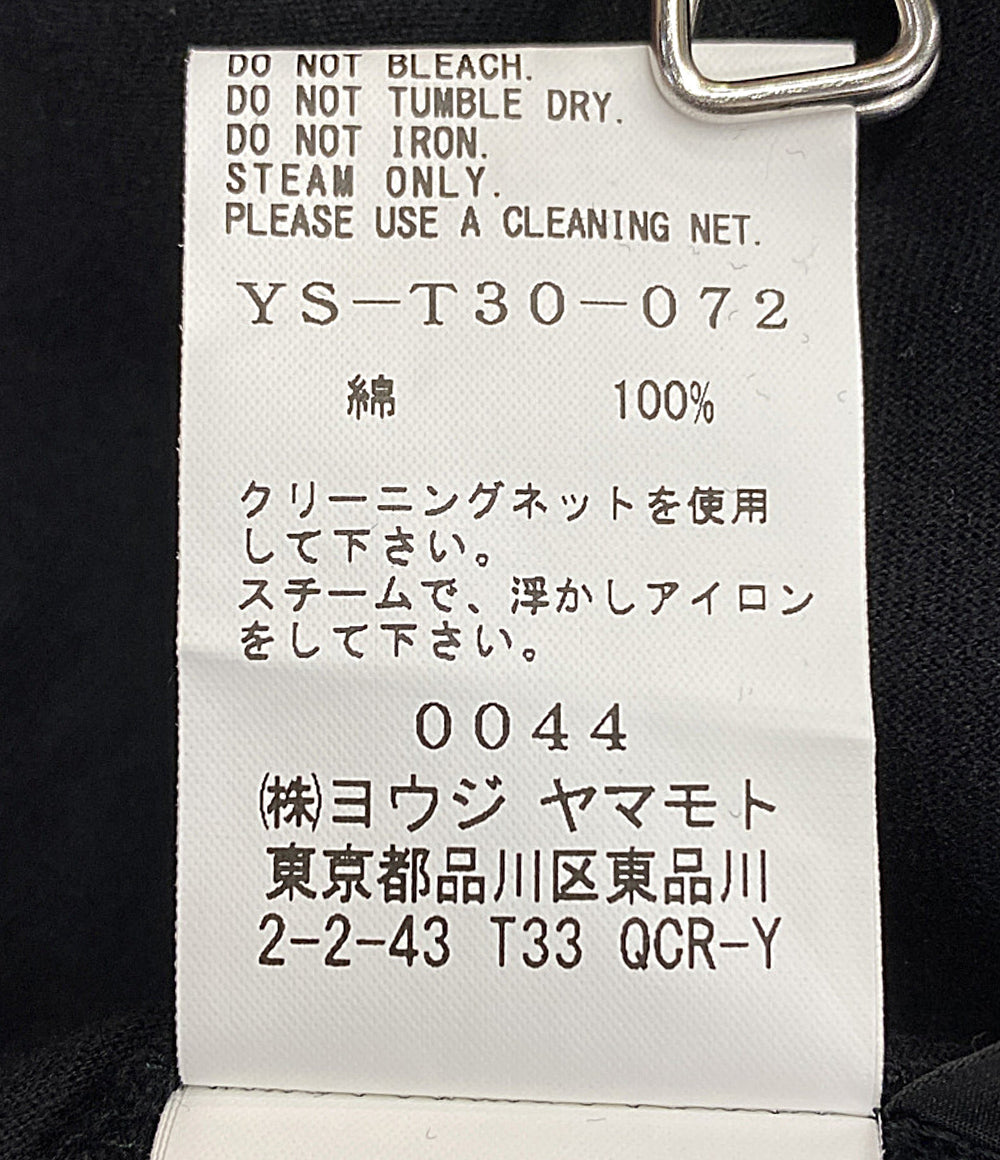 DO NOT BLEACH.
DO NOT TUMBLE DRY.
DO NOT IRON.
STEAM ONLY.
PLEASE USE A CLEANING NET.
YS-T30-072
綿 100%
クリーニングネットを使用
して下さい。
スチームで、浮かしアイロン
をして下さい。
0044
㈱ヨウジ ヤマモト
東京都品川区東品川
2-2-43 T33 QCR-Y